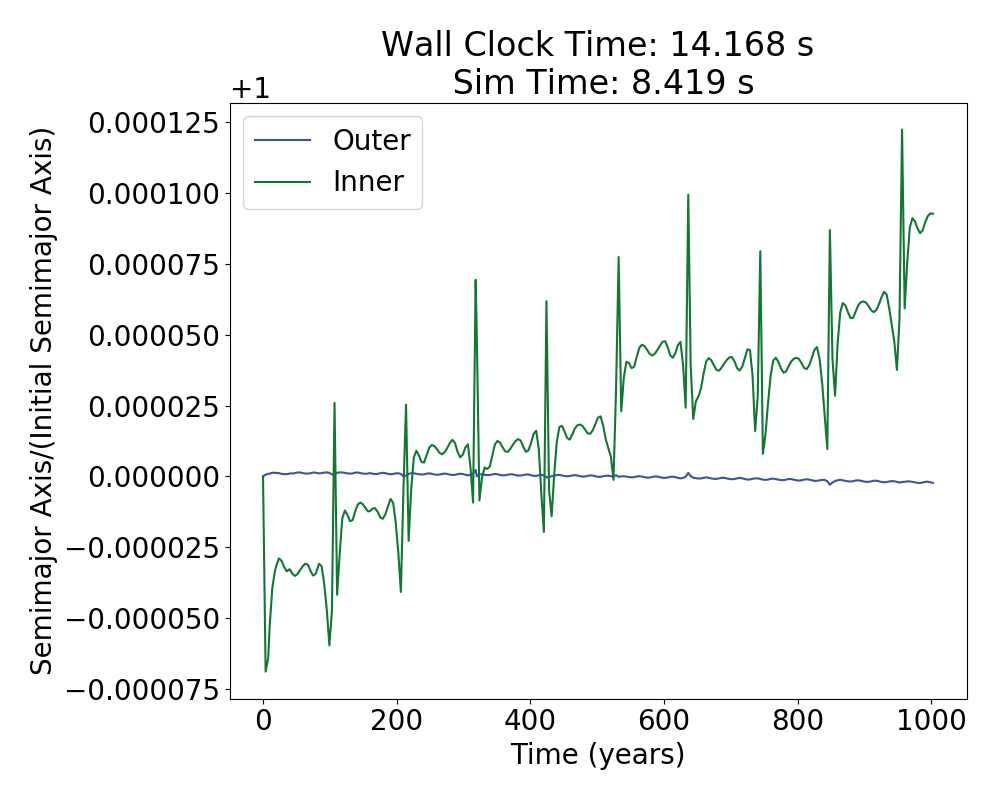 Wall Clock Time: 14.168 s
Sim Time: 8.419 s
+1
0.000125
0.000100
0.000075
0.000050
0.000025
0.000000
−0.000025
−0.000050
−0.000075
Semimajor Axis/(Initial Semimajor Axis)
Outer
Inner
0 200 400 600 800 1000
Time (years)